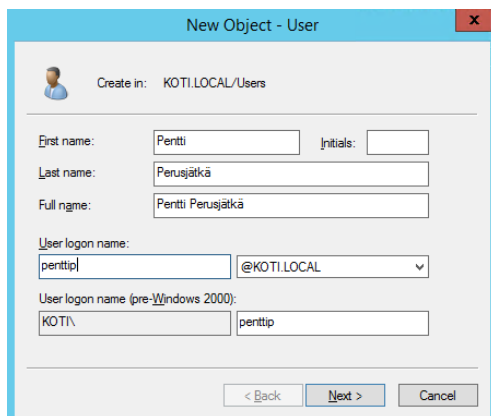 New Object - User
x
Create in: KOTI.LOCAL/Users
First name: Pentti Initials:
Last name: Perusjätkä
Full name: Pentti Perusjätkä
User logon name:
penttip @KOTI.LOCAL
User logon name (pre-Windows 2000):
KOTI\ penttip
< Back Next > Cancel